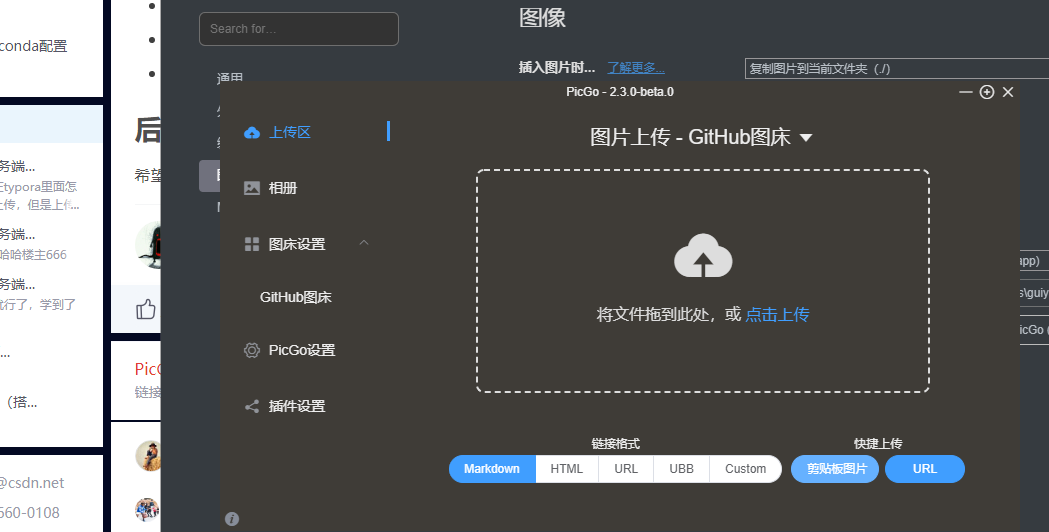 conda配置
Search for...
图像
插入图片时...
了解更多...
复制图片到当前文件夹（./）
通用
后
希望
务端...
Etypora里面怎
上传，但是上传...
务端...
哈哈楼主666
务端...
就行了，学到了
...
（搭...
@csdn.net
660-0108
PicG
链接
PicGo - 2.3.0-beta.0
上传区
相册
图床设置
GitHub图床
PicGo设置
插件设置
图片上传 - GitHub图床
将文件拖到此处，或 点击上传
链接格式
Markdown
HTML
URL
UBB
Custom
快捷上传
剪贴板图片
URL
app)
s\guiy
icGo (